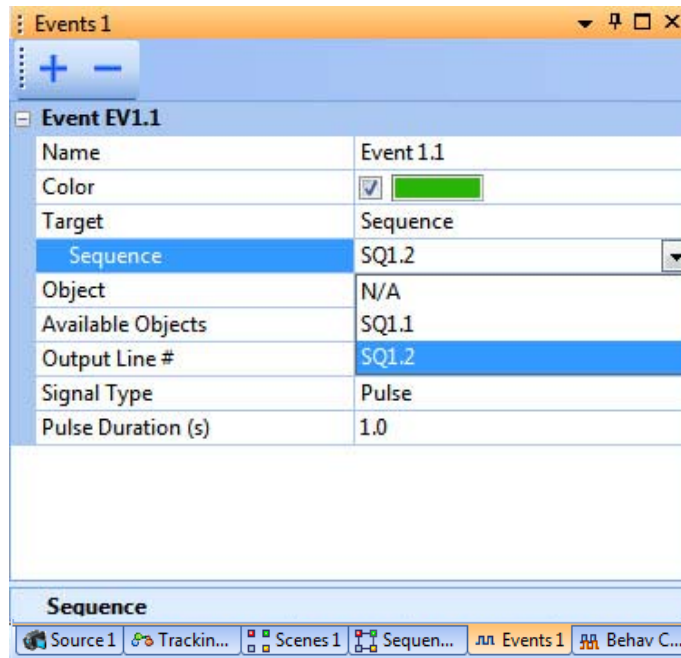 Events 1
Event EV1.1
Name Event 1.1
Color
Target Sequence
Sequence SQ1.2
Object N/A
Available Objects SQ1.1
Output Line # SQ1.2
Signal Type Pulse
Pulse Duration (s) 1.0
Sequence
Source 1 Trackin... Scenes 1 Sequen... Events 1 Behav C...